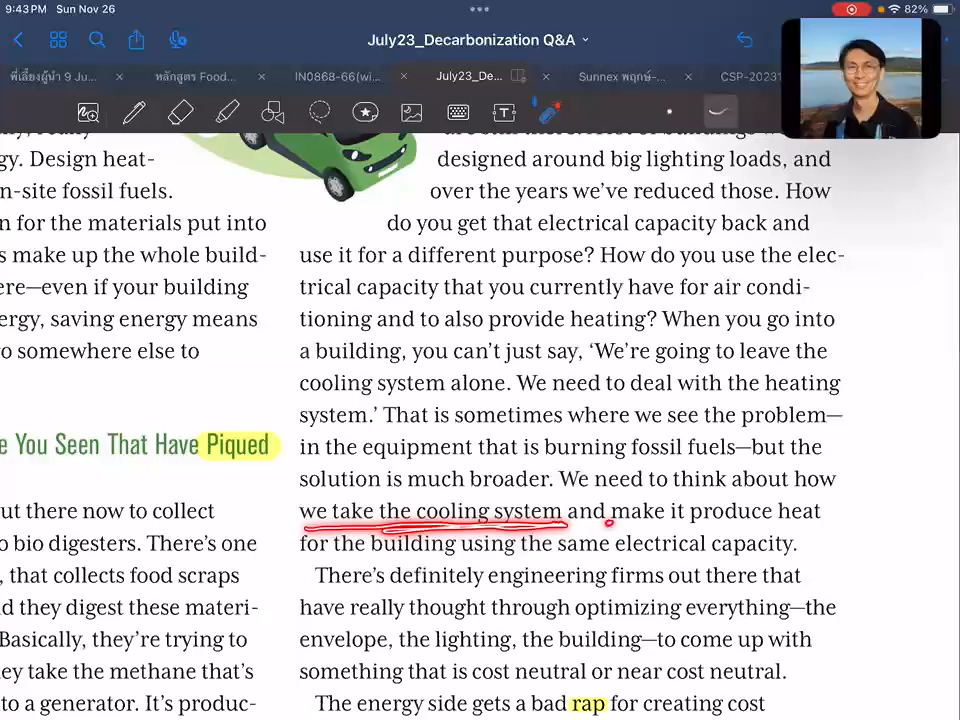 9:43 PM Sun Nov 26
82%
July23_Decarbonization Q&A
พี่เลี้ยงผู้นำ 9 Ju...
หลักสูตร Food...
IN0868-66(wi...
July23_De...
Sunnex พฤกษ์-...
CSP-20231
gy. Design heat-
n-site fossil fuels.
n for the materials put into
s make up the whole build-
ere—even if your building
ergy, saving energy means
o somewhere else to
e You Seen That Have Piqued
ut there now to collect
o bio digesters. There's one
, that collects food scraps
d they digest these materi-
Basically, they're trying to
ey take the methane that's
to a generator. It's produc-
designed around big lighting loads, and
over the years we've reduced those. How
do you get that electrical capacity back and
use it for a different purpose? How do you use the elec-
trical capacity that you currently have for air condi-
tioning and to also provide heating? When you go into
a building, you can't just say, 'We're going to leave the
cooling system alone. We need to deal with the heating
system.' That is sometimes where we see the problem—
in the equipment that is burning fossil fuels—but the
solution is much broader. We need to think about how
we take the cooling system and make it produce heat
for the building using the same electrical capacity.
There's definitely engineering firms out there that
have really thought through optimizing everything—the
envelope, the lighting, the building—to come up with
something that is cost neutral or near cost neutral.
The energy side gets a bad rap for creating cost